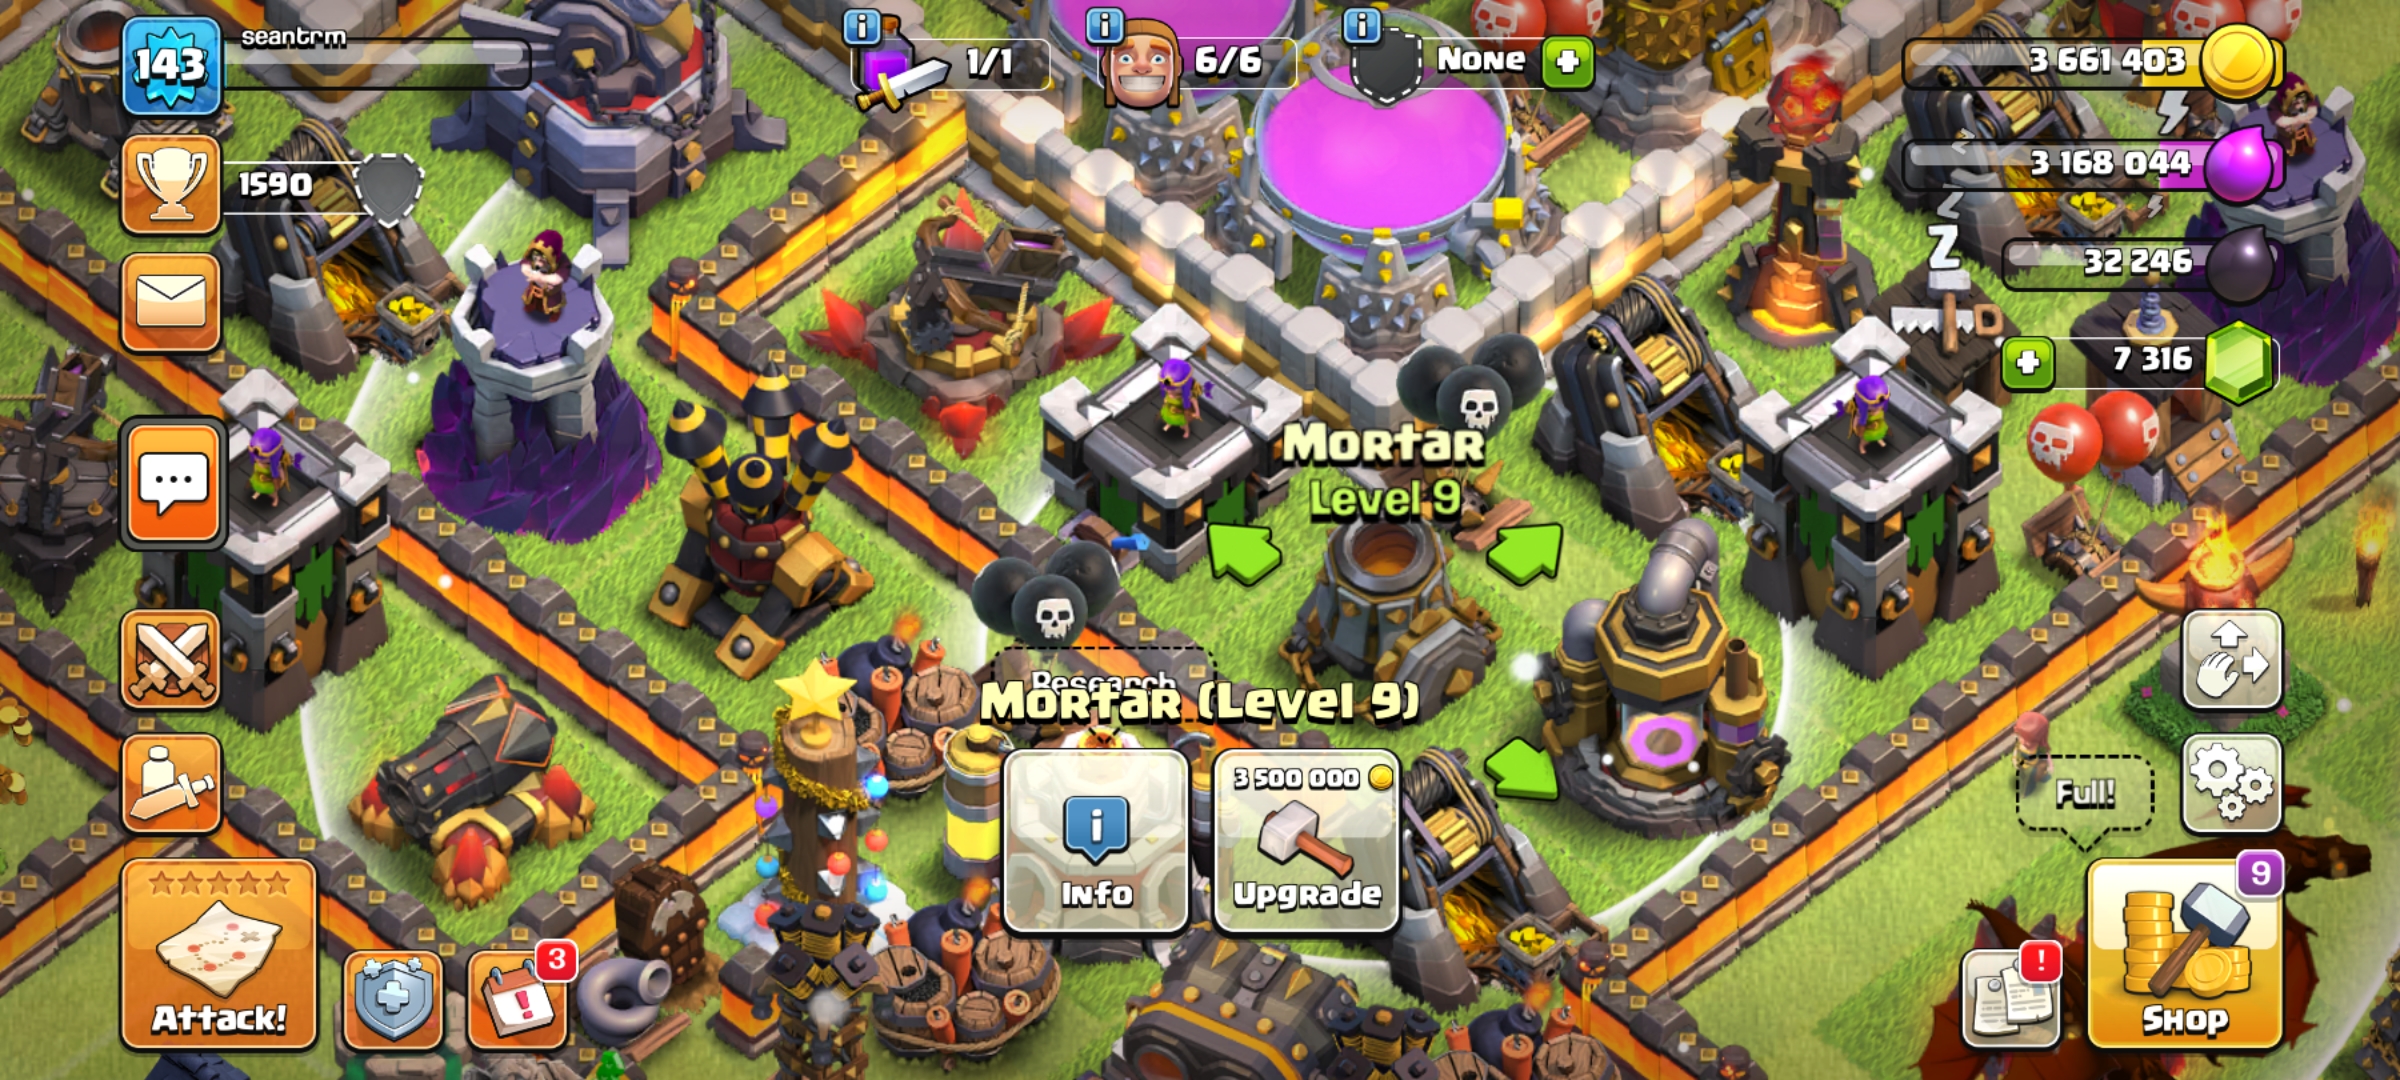 143
seantrm
1/1
6/6
None
3 661 403
1590
3 168 044
32 246
7 316
Mortar
Level 9
Research
Mortar (Level 9)
3 500 000
Info
Upgrade
Full!
9
Attack!
3
!
Shop